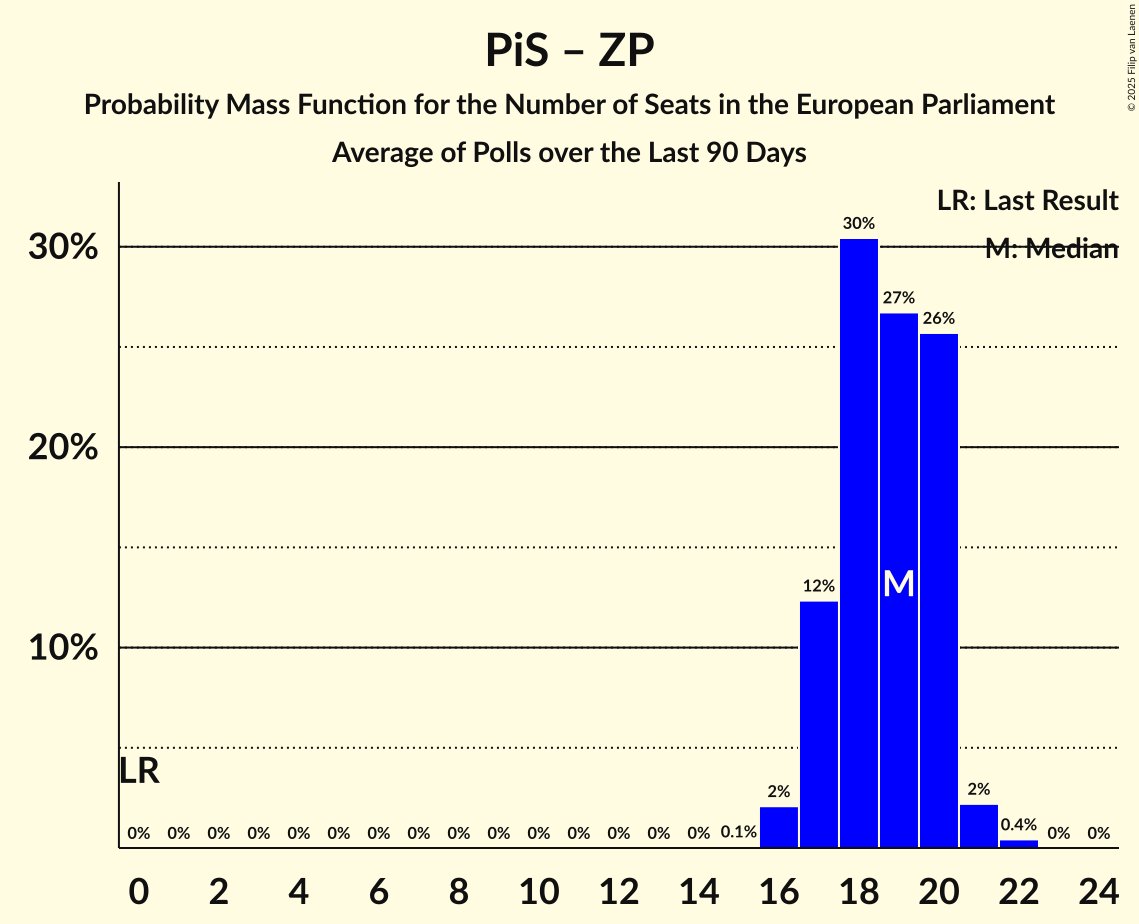 PiS – ZP
Probability Mass Function for the Number of Seats in the European Parliament
Average of Polls over the Last 90 Days
© 2025 Filip van Laenen
LR: Last Result
M: Median
30%
20%
10%
30%
27%
26%
12%
M
LR
2%
2%
0% 0% 0% 0% 0% 0% 0% 0% 0% 0% 0% 0% 0% 0% 0% 0.1% 0.4% 0% 0%
0 2 4 6 8 10 12 14 16 18 20 22 24